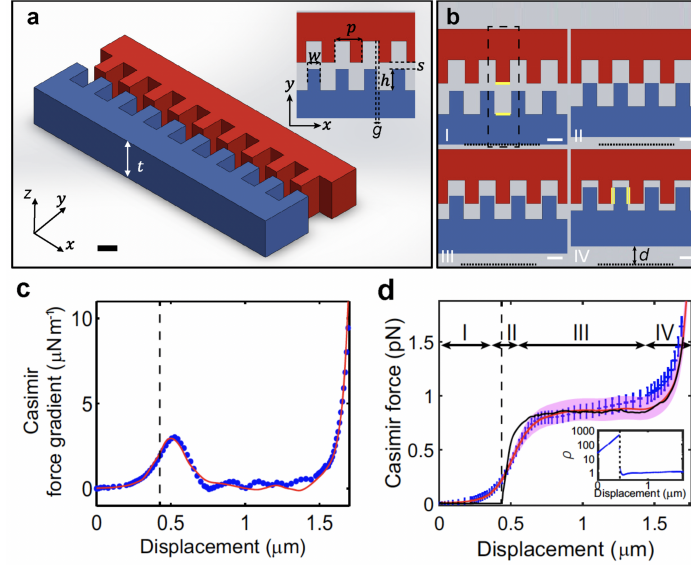 a
t
z
y
x
w
p
s
h
y
x
g
b
I
II
III
IV
d
c
Casimir
force gradient (μN m⁻¹)
10
5
0
0
0.5
1
1.5
Displacement (μm)
d
Casimir force (pN)
1.5
1
0.5
0
I
II
III
IV
ρ
1000
100
10
1
0
1
Displacement (μm)
0
0.5
1
1.5
Displacement (μm)